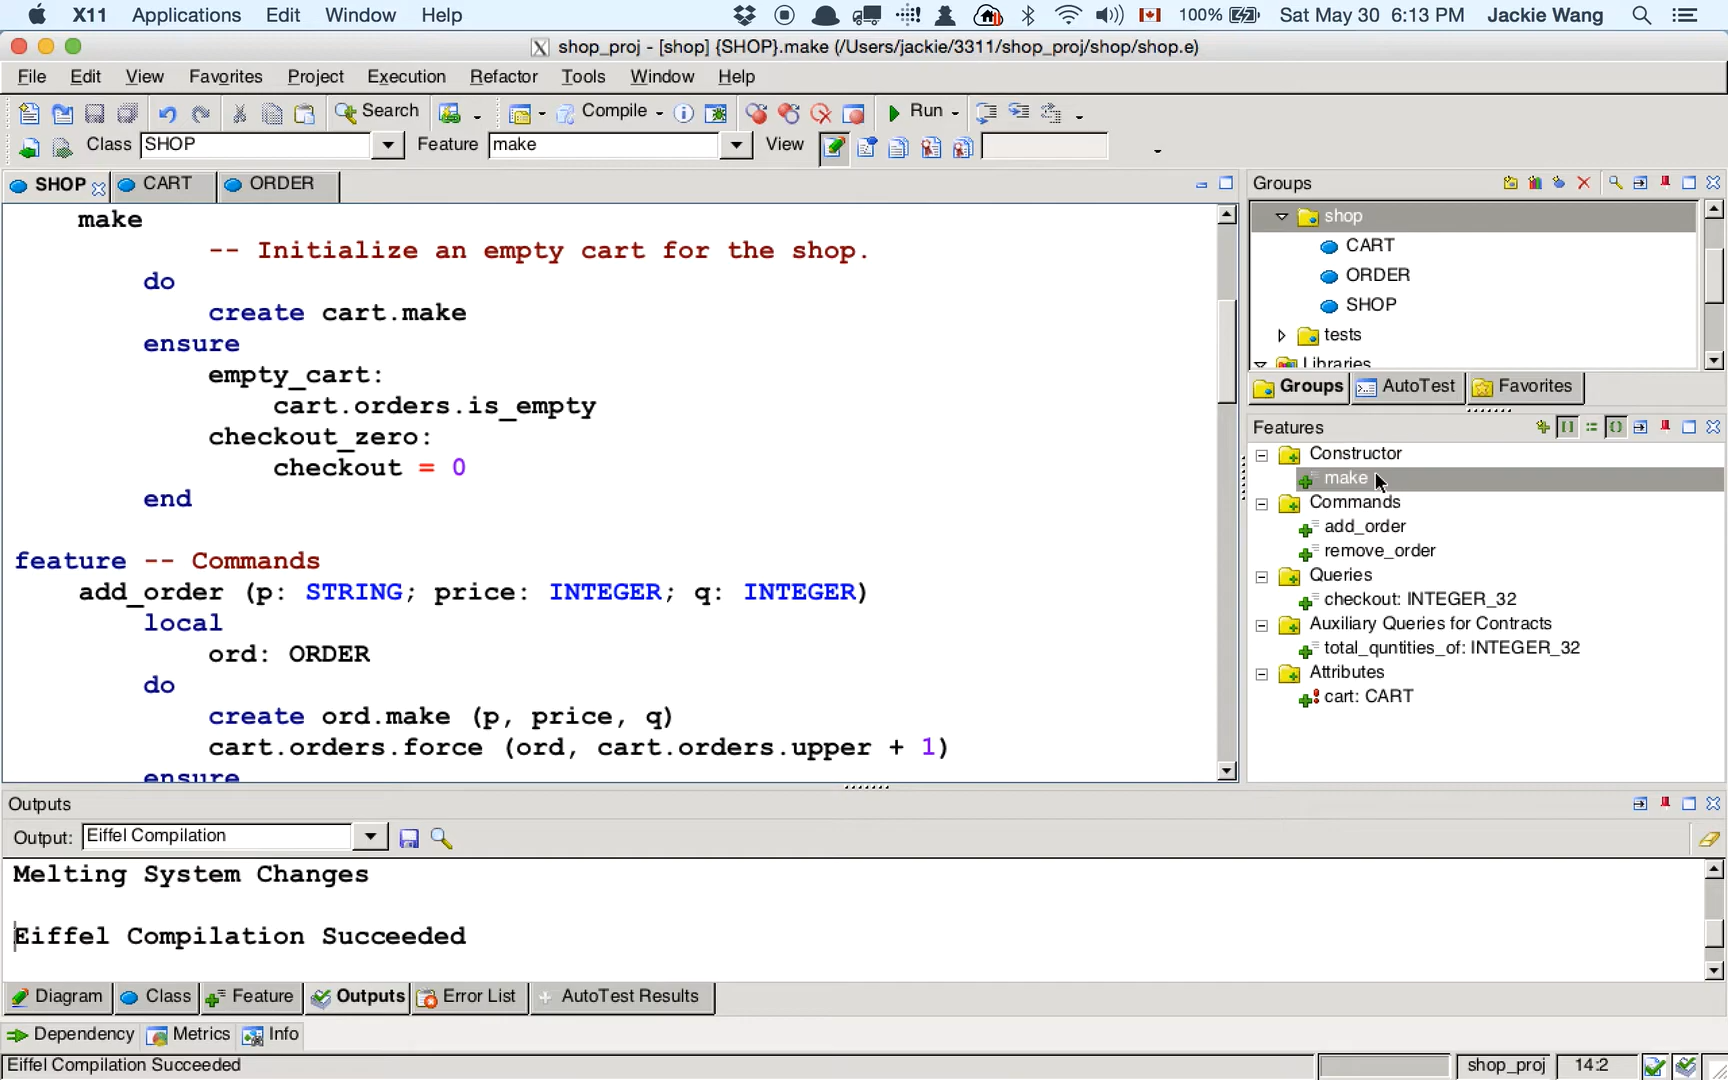 X11 Applications Edit Window Help 100% Sat May 30 6:13 PM Jackie Wang
shop_proj - [shop] {SHOP}.make (/Users/jackie/3311/shop_proj/shop/shop.e)
File Edit View Favorites Project Execution Refactor Tools Window Help
Search Compile Run
Class SHOP Feature make View
SHOP CART ORDER
make
-- Initialize an empty cart for the shop.
do
create cart.make
ensure
empty_cart:
cart.orders.is_empty
checkout_zero:
checkout = 0
end
feature -- Commands
add_order (p: STRING; price: INTEGER; q: INTEGER)
local
ord: ORDER
do
create ord.make (p, price, q)
cart.orders.force (ord, cart.orders.upper + 1)
ensure
Groups
shop
CART
ORDER
SHOP
tests
Libraries
Groups AutoTest Favorites
Features
Constructor
make
Commands
add_order
remove_order
Queries
checkout: INTEGER_32
Auxiliary Queries for Contracts
total_quntities_of: INTEGER_32
Attributes
cart: CART
Outputs
Output: Eiffel Compilation
Melting System Changes
Eiffel Compilation Succeeded
Diagram Class Feature Outputs Error List AutoTest Results
Dependency Metrics Info
Eiffel Compilation Succeeded shop_proj 14:2